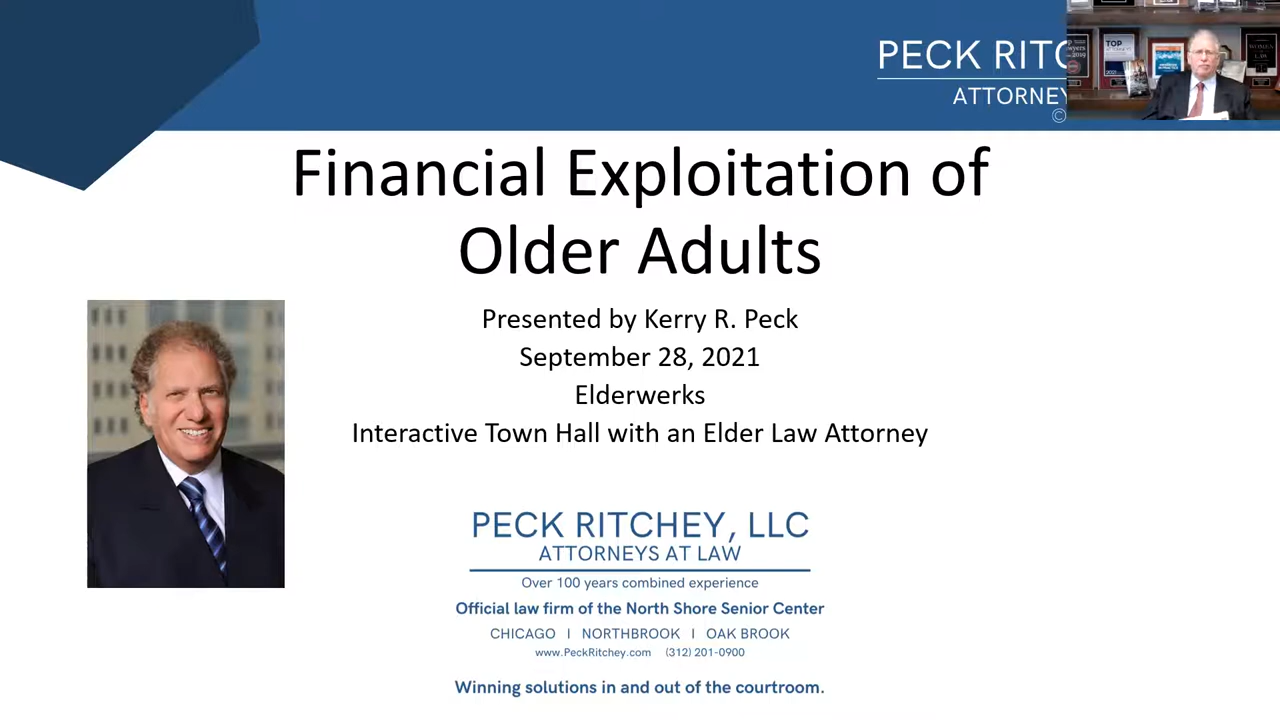 PECK RITC
ATTORNEY
©
TOP
Financial Exploitation of
Older Adults
Presented by Kerry R. Peck
September 28, 2021
Elderwerks
Interactive Town Hall with an Elder Law Attorney
PECK RITCHEY, LLC
ATTORNEYS AT LAW
Over 100 years combined experience
Official law firm of the North Shore Senior Center
CHICAGO I NORTHBROOK I OAK BROOK
www.PeckRitchey.com (312) 201-0900
Winning solutions in and out of the courtroom.